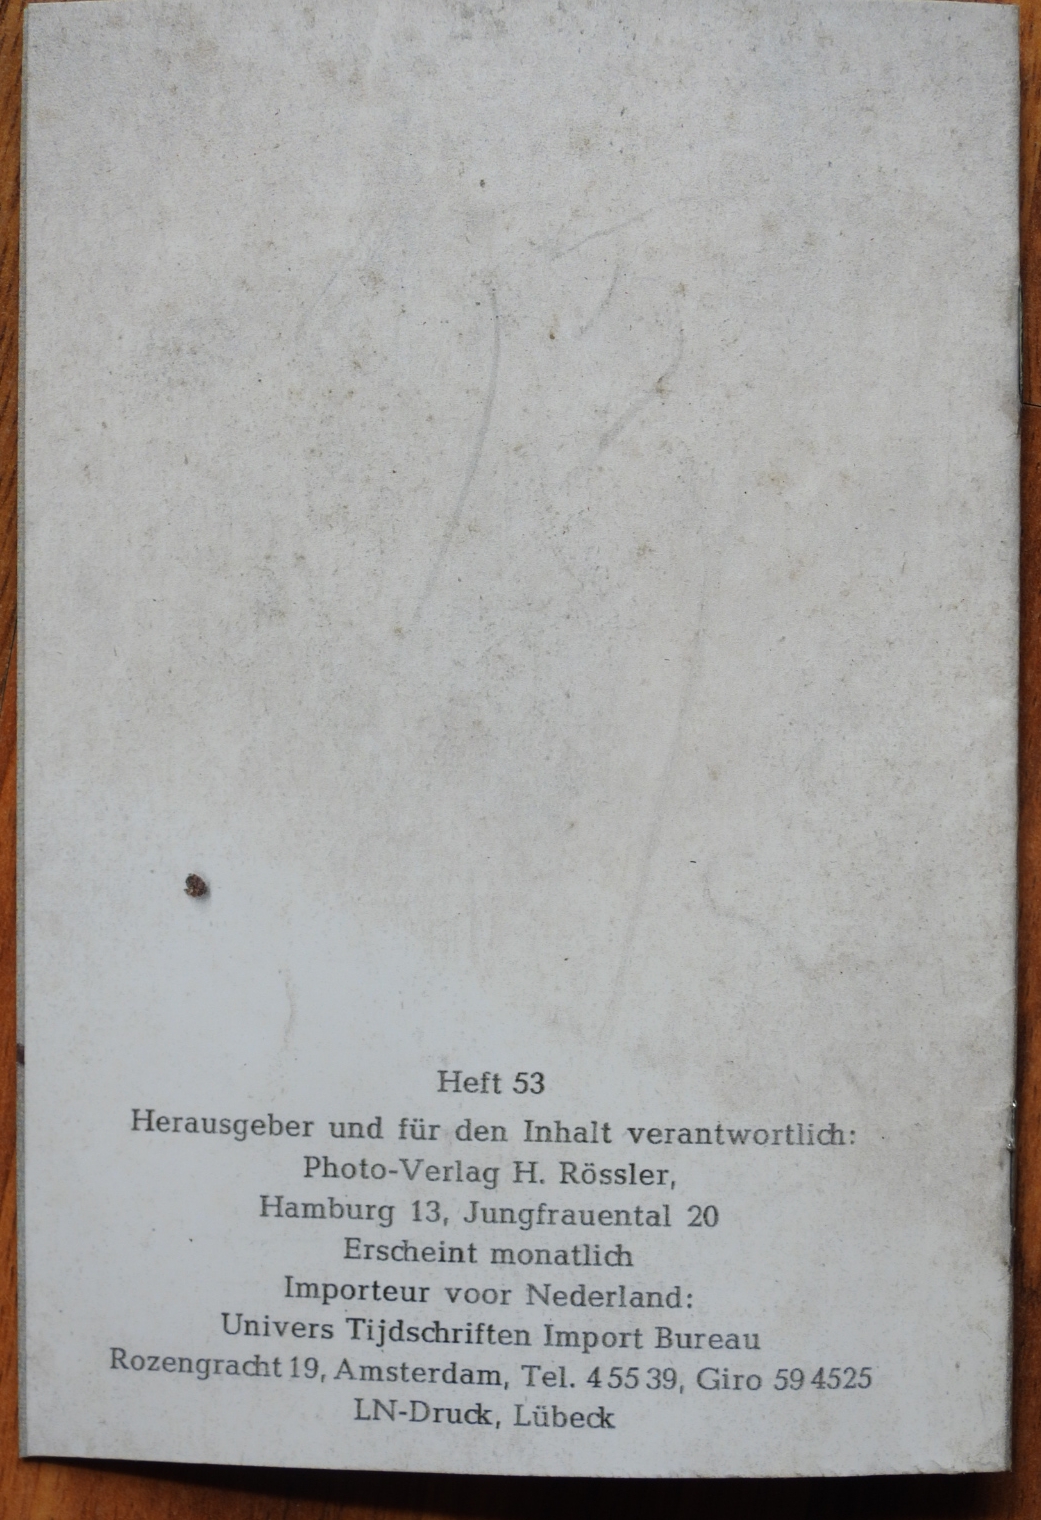 Heft 53
Herausgeber und für den Inhalt verantwortlich:
Photo-Verlag H. Rössler,
Hamburg 13, Jungfrauental 20
Erscheint monatlich
Importeur voor Nederland:
Univers Tijdschriften Import Bureau
Rozengracht 19, Amsterdam, Tel. 4 55 39, Giro 59 4525
LN-Druck, Lübeck